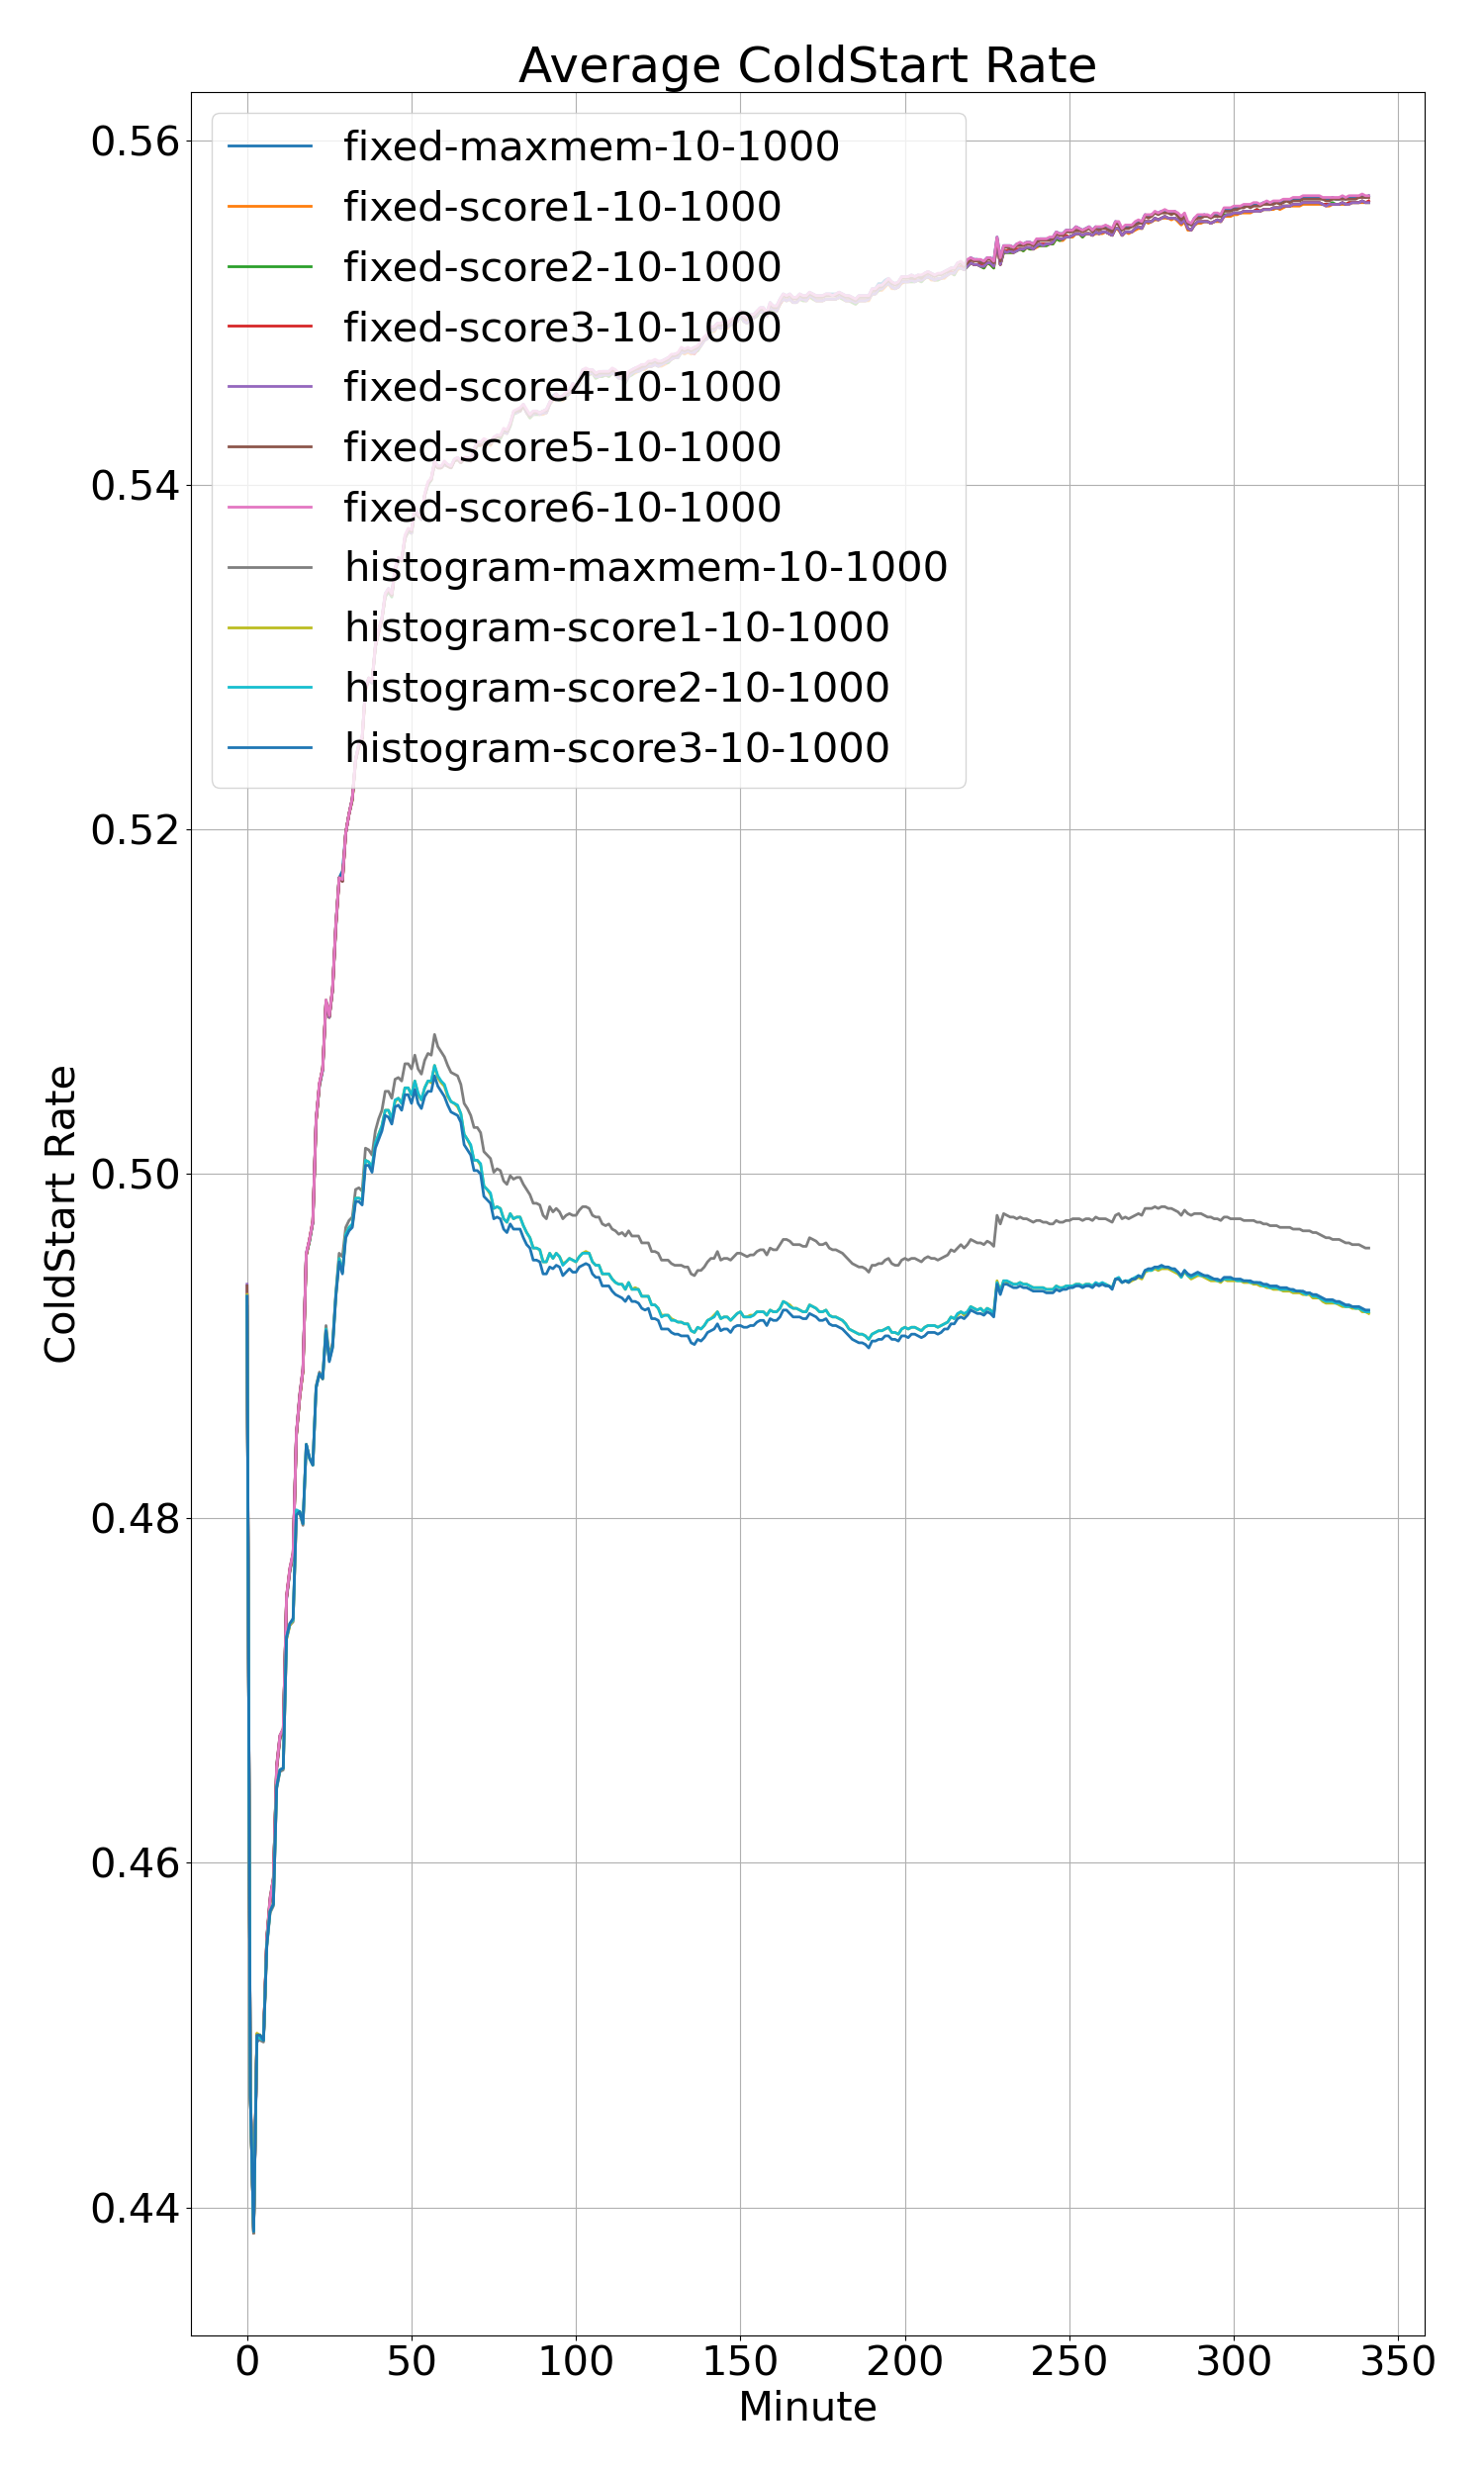 Average ColdStart Rate
0.56
0.54
0.52
0.50
0.48
0.46
0.44
ColdStart Rate
fixed-maxmem-10-1000
fixed-score1-10-1000
fixed-score2-10-1000
fixed-score3-10-1000
fixed-score4-10-1000
fixed-score5-10-1000
fixed-score6-10-1000
histogram-maxmem-10-1000
histogram-score1-10-1000
histogram-score2-10-1000
histogram-score3-10-1000
0 50 100 150 200 250 300 350
Minute